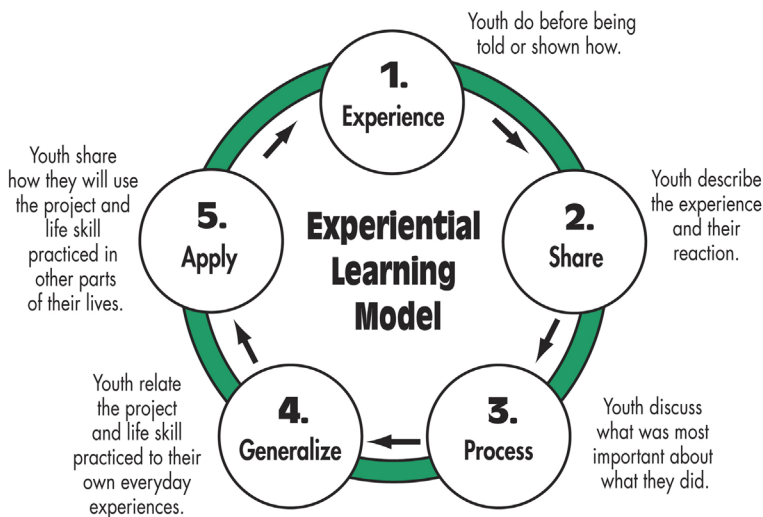 Experiential
Learning
Model
1.
Experience
Youth do before being
told or shown how.
2.
Share
Youth describe
the experience
and their
reaction.
3.
Process
Youth discuss
what was most
important about
what they did.
4.
Generalize
Youth relate
the project
and life skill
practiced to their
own everyday
experiences.
5.
Apply
Youth share
how they will use
the project and
life skill
practiced in
other parts
of their lives.